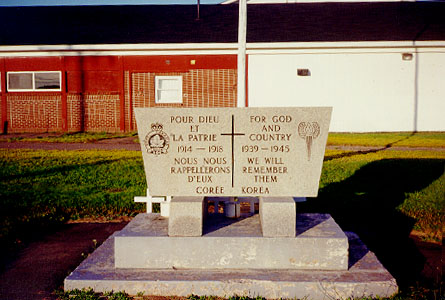 POUR DIEU
ET
LA PATRIE
1914 - 1918
NOUS NOUS
RAPPELLERONS
D'EUX
CORÉE
FOR GOD
AND
COUNTRY
1939 - 1945
WE WILL
REMEMBER
THEM
KOREA